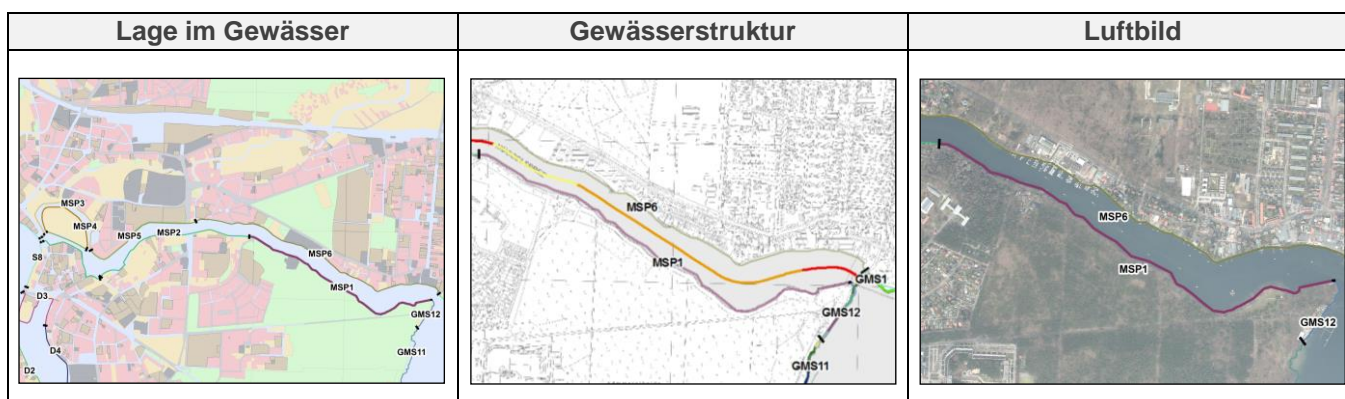 Lage im Gewässer
Gewässerstruktur
Luftbild
MSP3
MSP4
MSP5
MSP2
MSP6
MSP1
S8
D3
D4
D2
GMS12
GMS11
MSP6
MSP1
GMS1
GMS12
GMS11
MSP6
MSP1
GMS12